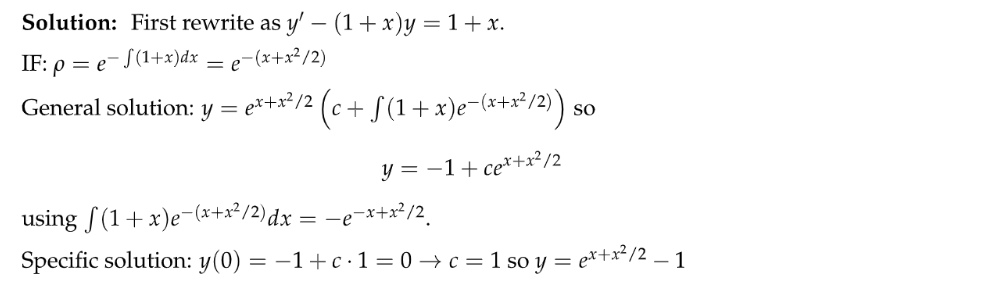 Solution: First rewrite as y′ − (1 + x)y = 1 + x.
IF: ρ = e^{− ∫(1+x)dx} = e^{−(x+x²/2)}
General solution: y = e^{x+x²/2} (c + ∫(1 + x)e^{−(x+x²/2)}) so
y = −1 + ce^{x+x²/2}
using ∫(1 + x)e^{−(x+x²/2)}dx = −e^{−x+x²/2}.
Specific solution: y(0) = −1 + c · 1 = 0 → c = 1 so y = e^{x+x²/2} − 1